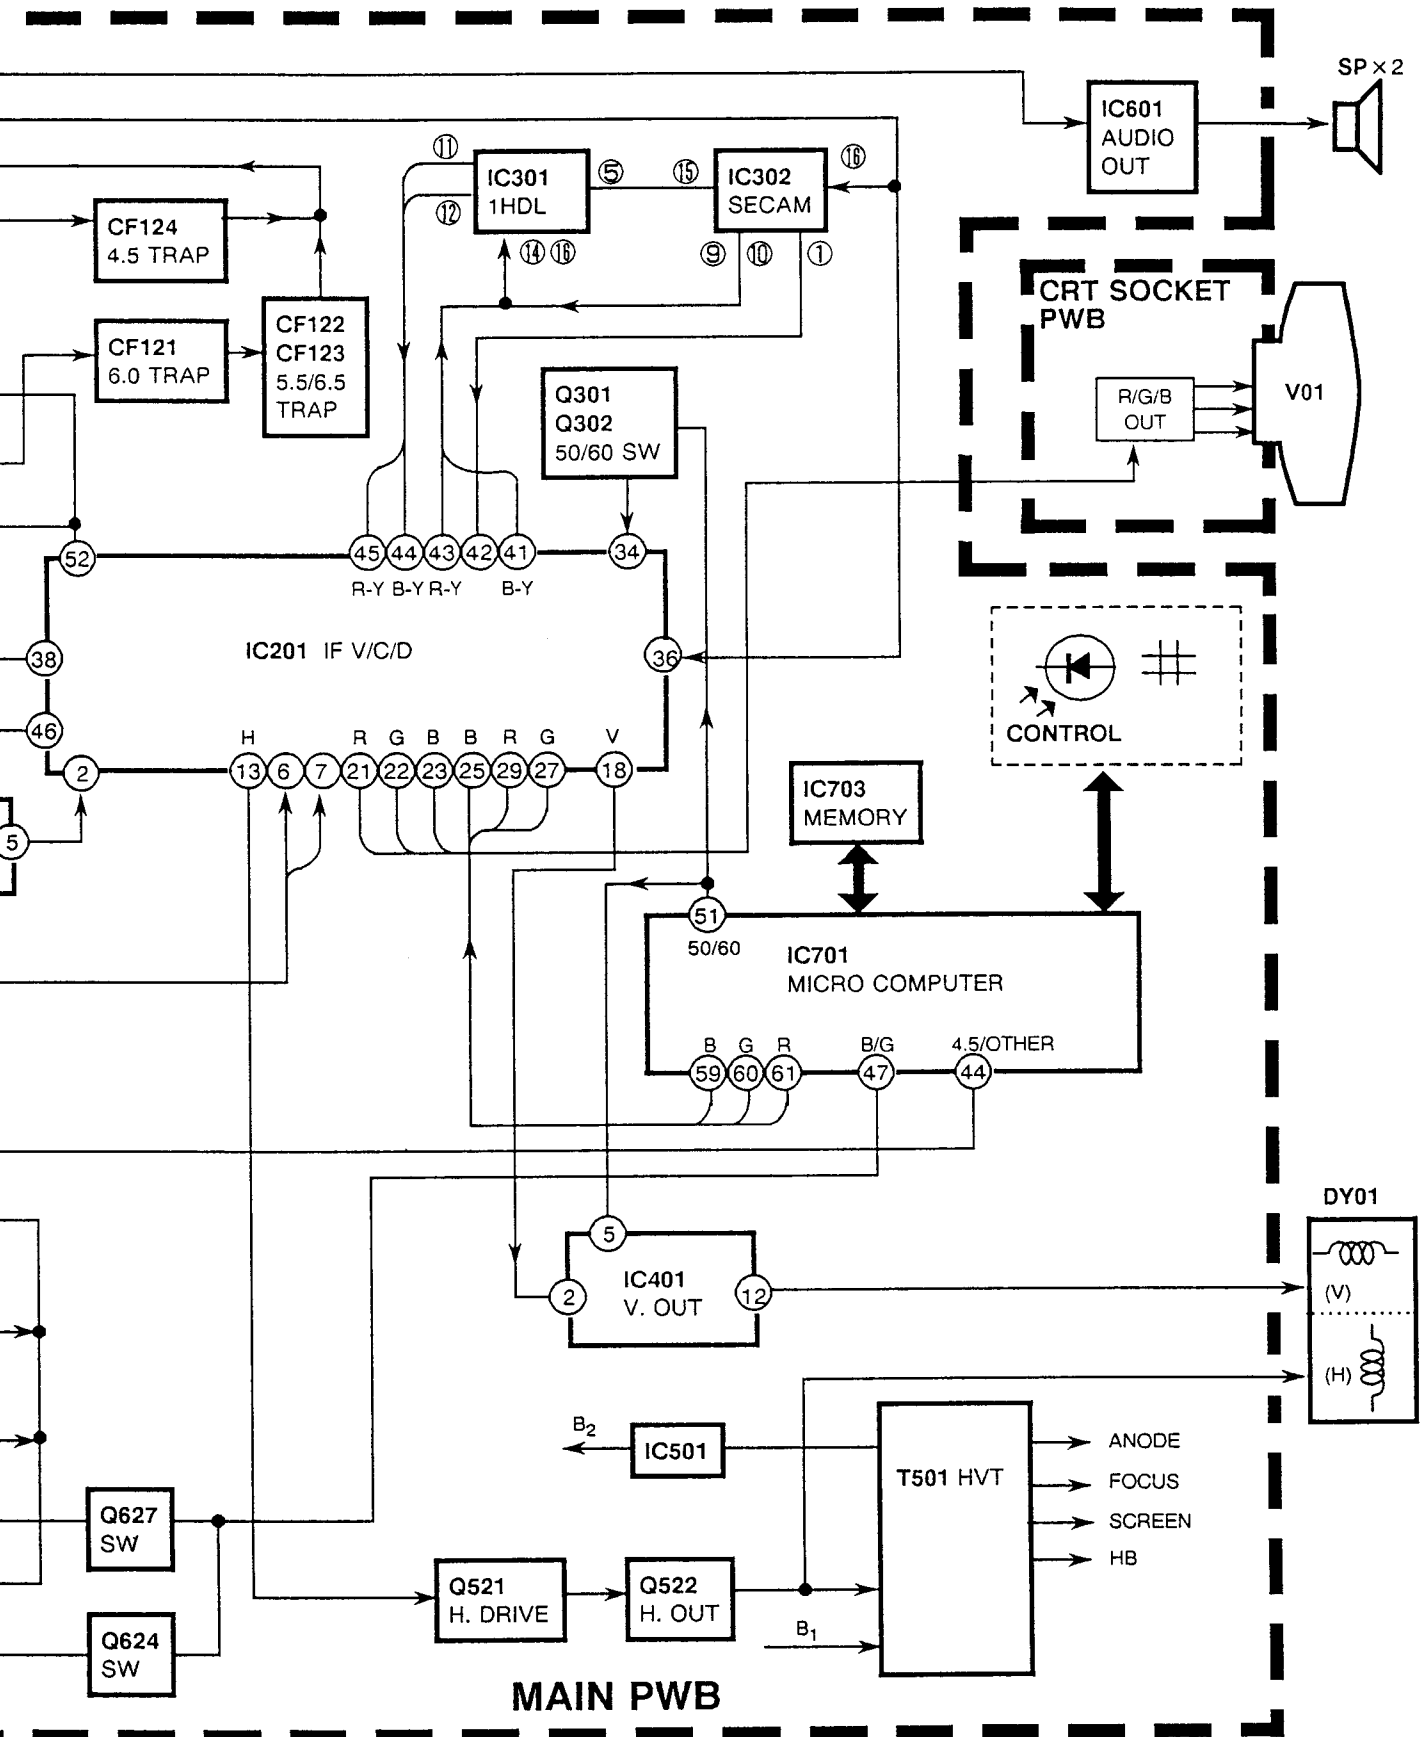 SP×2
IC601
AUDIO
OUT
⑪
IC301
1HDL
⑤
⑮
IC302
SECAM
⑯
⑫
⑭ ⑯
⑨ ⑩ ①
CF124
4.5 TRAP
CRT SOCKET
PWB
CF122
CF123
5.5/6.5
TRAP
CF121
6.0 TRAP
Q301
Q302
50/60 SW
R/G/B
OUT
V01
52
45 44 43 42 41
34
R-Y B-Y R-Y B-Y
38
IC201 IF V/C/D
36
46
CONTROL
H R G B B R G V
2
13 6 7 21 22 23 25 29 27 18
IC703
MEMORY
5
51
50/60
IC701
MICRO COMPUTER
B G R B/G 4.5/OTHER
59 60 61 47 44
DY01
5
IC401
V. OUT
2
12
(V)
(H)
B2
IC501
T501 HVT
ANODE
FOCUS
SCREEN
HB
Q627
SW
Q521
H. DRIVE
Q522
H. OUT
B1
Q624
SW
MAIN PWB